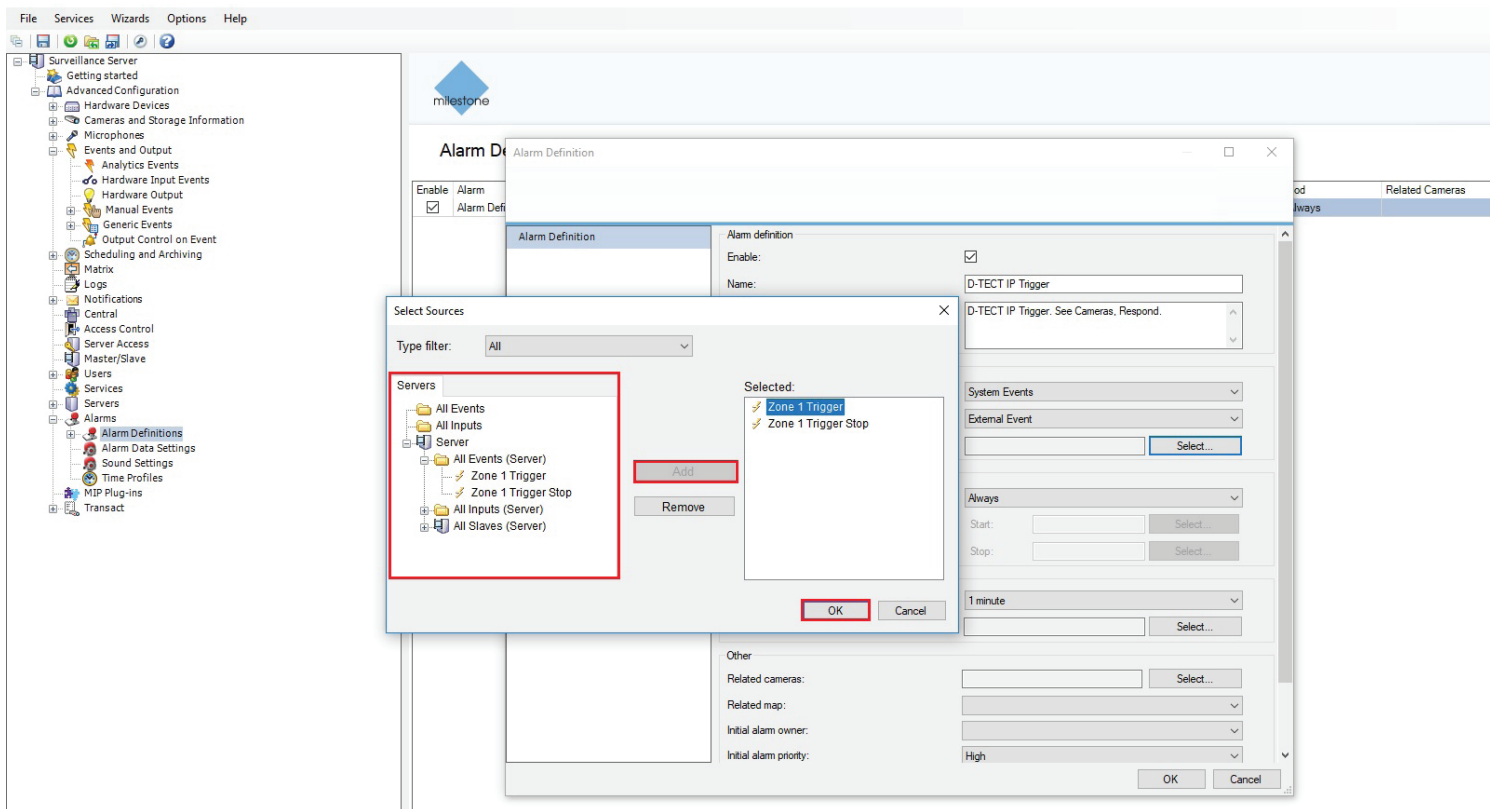 File Services Wizards Options Help
Surveillance Server
Getting started
Advanced Configuration
Hardware Devices
Cameras and Storage Information
Microphones
Events and Output
Analytics Events
Hardware Input Events
Hardware Output
Manual Events
Generic Events
Output Control on Event
Scheduling and Archiving
Matrix
Logs
Notifications
Central
Access Control
Server Access
Master/Slave
Users
Services
Servers
Alarms
Alarm Definitions
Alarm Data Settings
Sound Settings
Time Profiles
MIP Plug-ins
Transact
milestone
Alarm De
Enable Alarm
Alarm Defi
od Related Cameras
lways
Alarm Definition
Alarm Definition
Alarm definition
Enable:
Name: D-TECT IP Trigger
D-TECT IP Trigger. See Cameras, Respond.
System Events
External Event
Select...
Always
Start: Select...
Stop: Select...
1 minute
Select...
Other
Related cameras: Select...
Related map:
Initial alarm owner:
Initial alarm priority: High
OK Cancel
Select Sources
Type filter: All
Servers
All Events
All Inputs
Server
All Events (Server)
Zone 1 Trigger
Zone 1 Trigger Stop
All Inputs (Server)
All Slaves (Server)
Add
Remove
Selected:
Zone 1 Trigger
Zone 1 Trigger Stop
OK Cancel